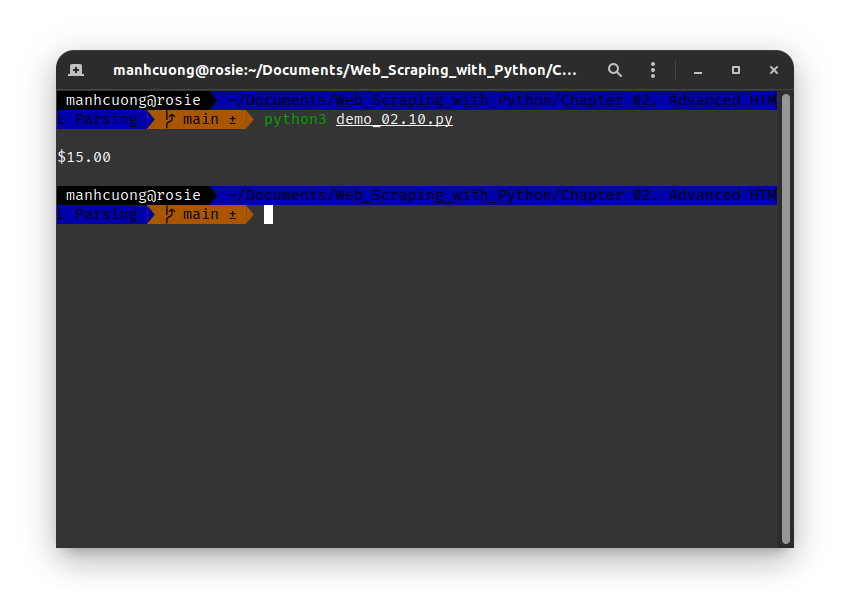 manhcuong@rosie:~/Documents/Web_Scraping_with_Python/C...
manhcuong@rosie ~/Documents/Web_Scraping_with_Python/Chapter 02. Advanced HTM
L Parsing main ± python3 demo_02.10.py
$15.00
manhcuong@rosie ~/Documents/Web_Scraping_with_Python/Chapter 02. Advanced HTM
L Parsing main ±